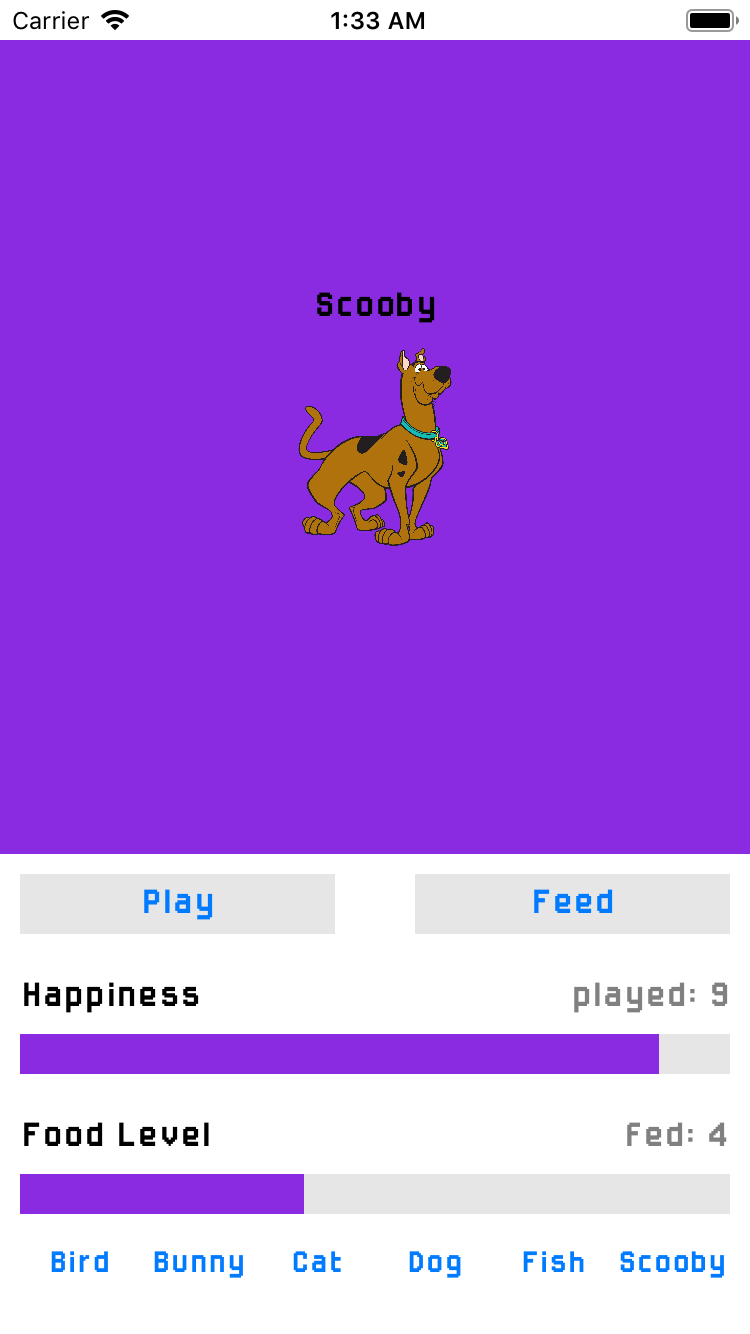 Carrier 1:33 AM
Scooby
Play Feed
Happiness played: 9
Food Level Fed: 4
Bird Bunny Cat Dog Fish Scooby